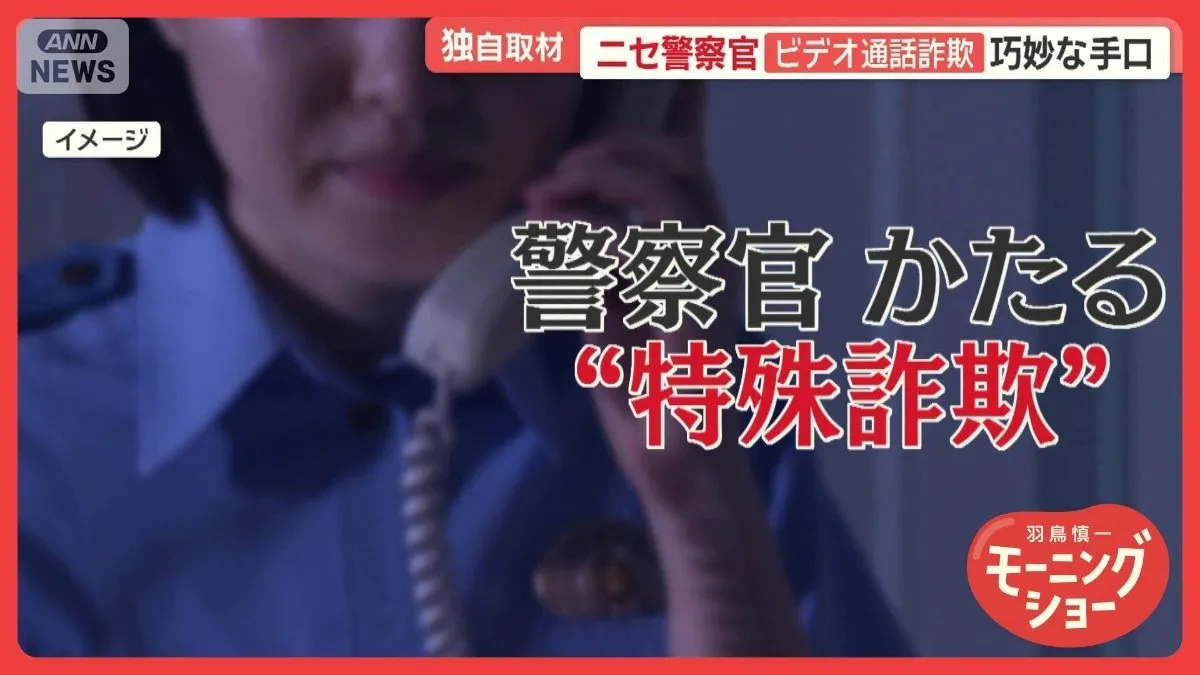 ANN
NEWS
独自取材
ニセ警察官 ビデオ通話詐欺 巧妙な手口
イメージ
警察官 かたる
“特殊詐欺”
羽鳥慎一
モーニング
ショー